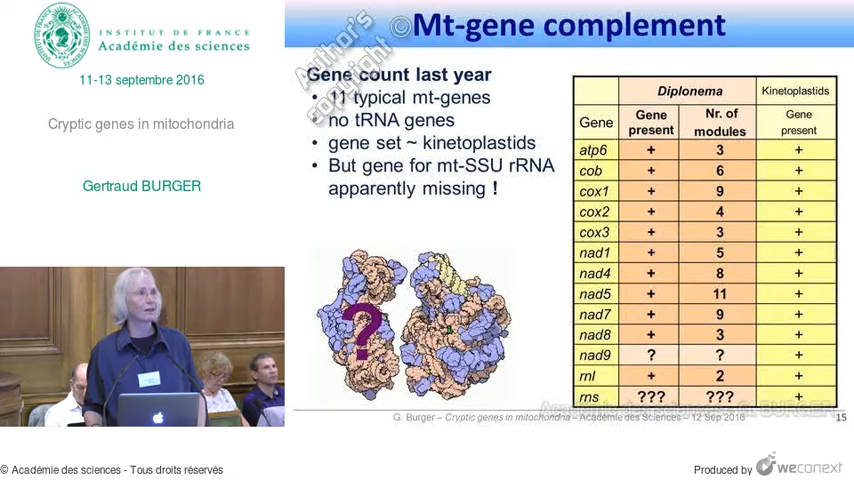 INSTITUT DE FRANCE
Académie des sciences
11-13 septembre 2016
Cryptic genes in mitochondria
Gertraud BURGER
Mt-gene complement
Author's
copyright
©
Gene count last year
• 11 typical mt-genes
• no tRNA genes
• gene set ~ kinetoplastids
• But gene for mt-SSU rRNA
apparently missing !
?
Diplonema Kinetoplastids
Gene Gene present Nr. of modules Gene present
atp6 + 3 +
cob + 6 +
cox1 + 9 +
cox2 + 4 +
cox3 + 3 +
nad1 + 5 +
nad4 + 8 +
nad5 + 11 +
nad7 + 9 +
nad8 + 3 +
nad9 ? ? +
rnl + 2 +
rns ??? ??? +
Académie des sciences - G. BURGER
G. Burger – Cryptic genes in mitochondria – Académie des Sciences – 12 Sep 2016 15
© Académie des sciences - Tous droits réservés
Produced by weconext